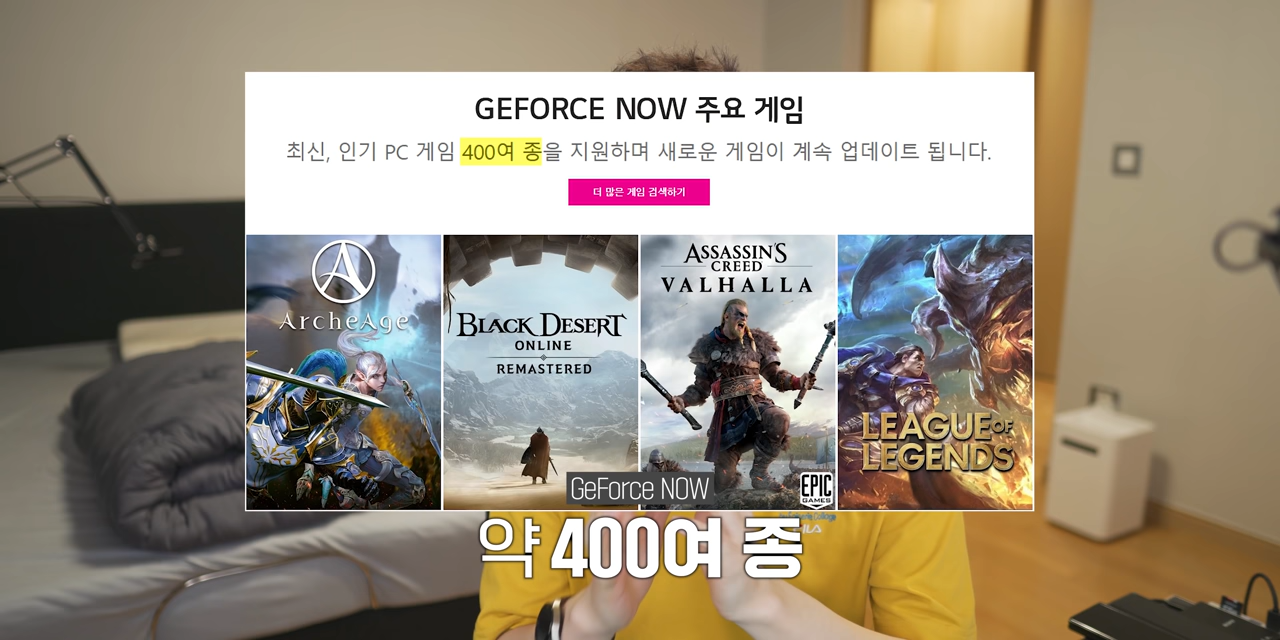 GEFORCE NOW 주요 게임
최신, 인기 PC 게임 400여 종을 지원하며 새로운 게임이 계속 업데이트 됩니다.
더 많은 게임 검색하기
ArcheAge
BLACK DESERT
ONLINE
REMASTERED
ASSASSIN'S
CREED
VALHALLA
LEAGUE OF
LEGENDS
EPIC
GAMES
GeForce NOW
약 400여 종